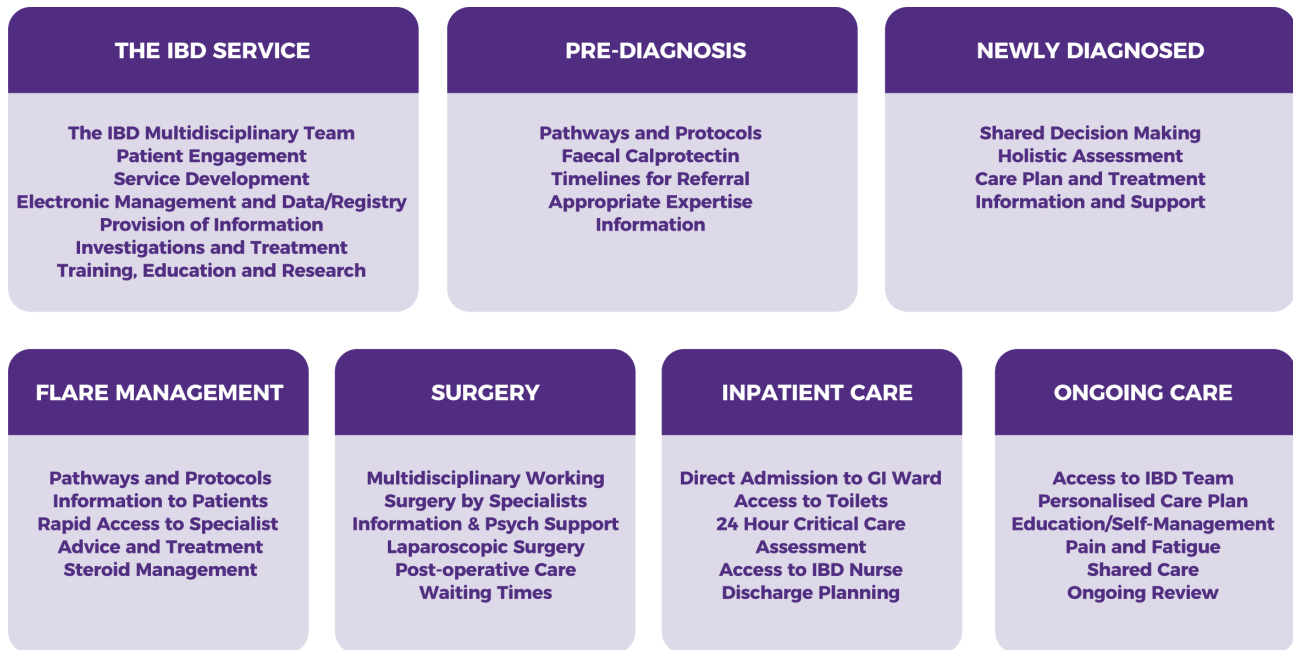 THE IBD SERVICE
The IBD Multidisciplinary Team
Patient Engagement
Service Development
Electronic Management and Data/Registry
Provision of Information
Investigations and Treatment
Training, Education and Research
PRE-DIAGNOSIS
Pathways and Protocols
Faecal Calprotectin
Timelines for Referral
Appropriate Expertise
Information
NEWLY DIAGNOSED
Shared Decision Making
Holistic Assessment
Care Plan and Treatment
Information and Support
FLARE MANAGEMENT
Pathways and Protocols
Information to Patients
Rapid Access to Specialist
Advice and Treatment
Steroid Management
SURGERY
Multidisciplinary Working
Surgery by Specialists
Information & Psych Support
Laparoscopic Surgery
Post-operative Care
Waiting Times
INPATIENT CARE
Direct Admission to GI Ward
Access to Toilets
24 Hour Critical Care
Assessment
Access to IBD Nurse
Discharge Planning
ONGOING CARE
Access to IBD Team
Personalised Care Plan
Education/Self-Management
Pain and Fatigue
Shared Care
Ongoing Review